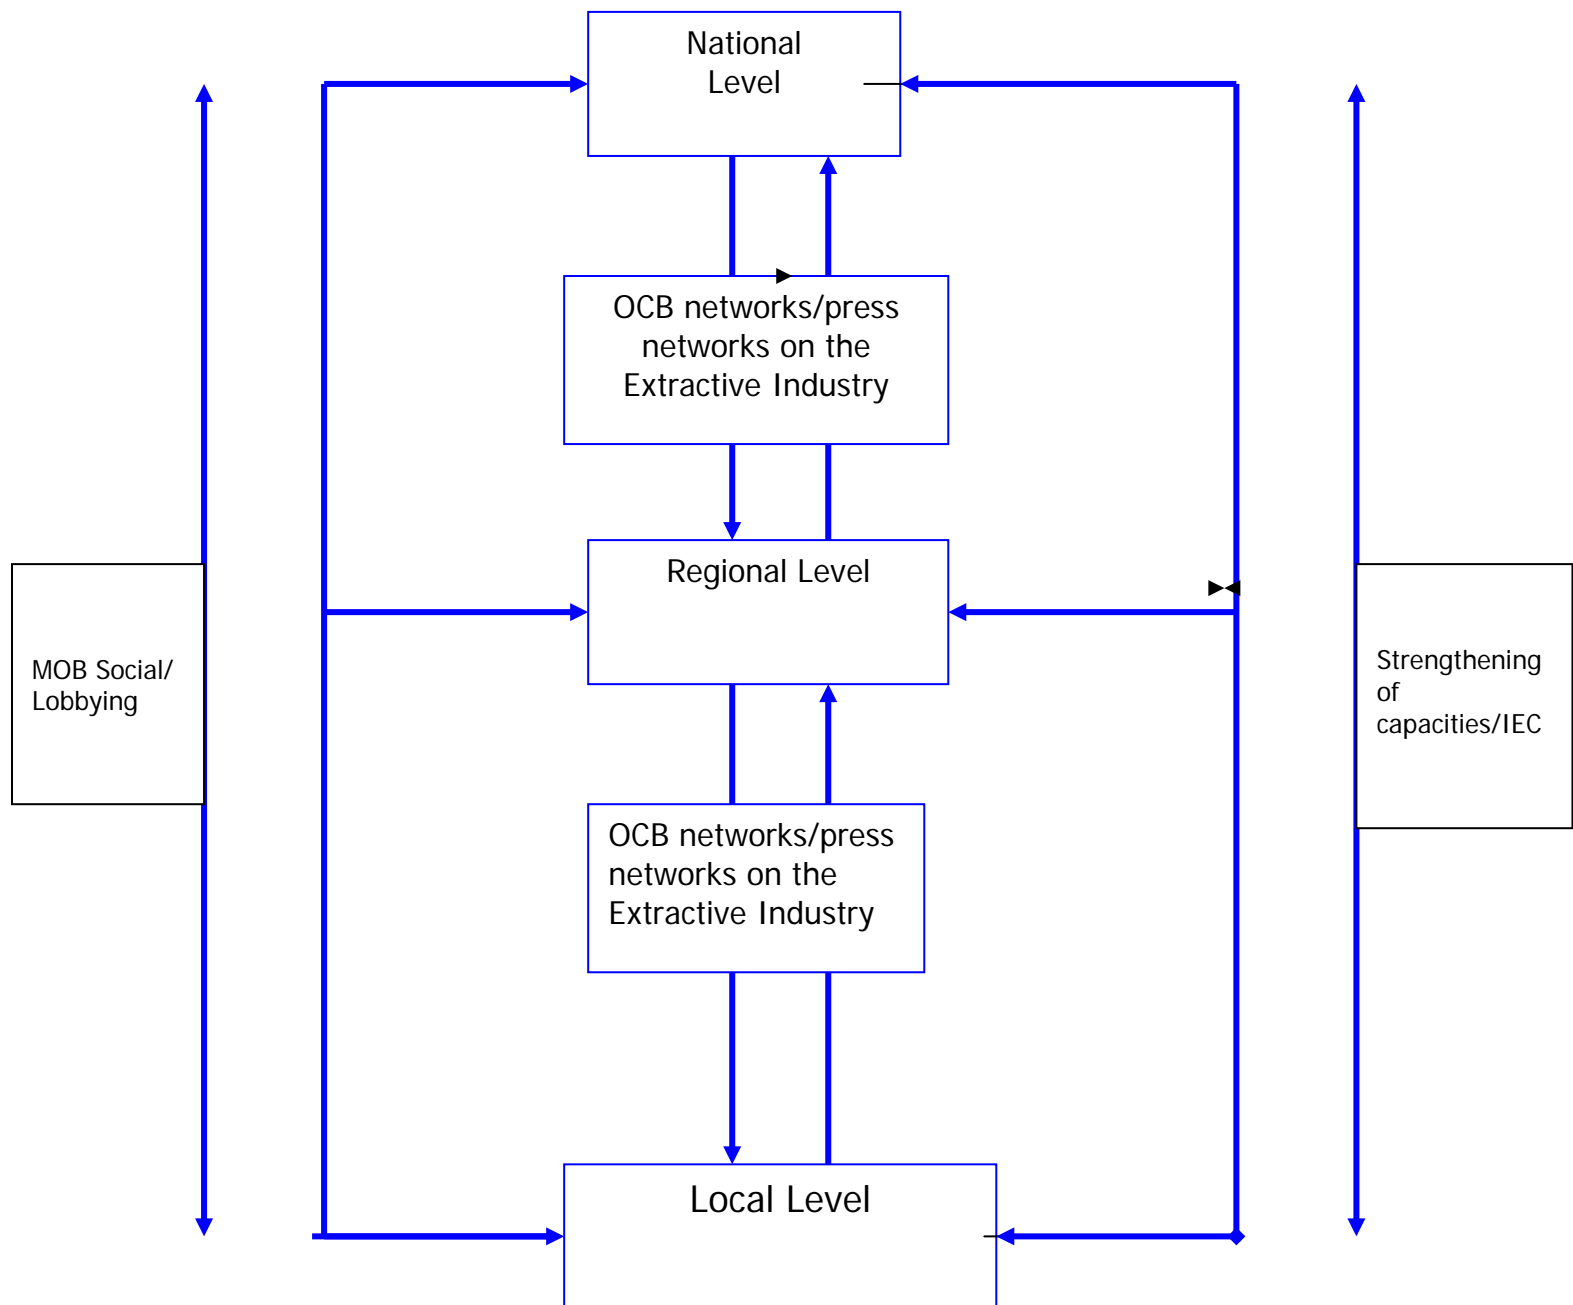 National
Level
OCB networks/press
networks on the
Extractive Industry
Regional Level
MOB Social/
Lobbying
Strengthening
of
capacities/IEC
OCB networks/press
networks on the
Extractive Industry
Local Level